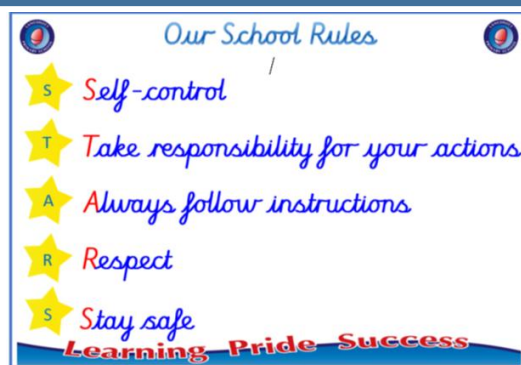 Our School Rules
/
S Self-control
T Take responsibility for your actions
A Always follow instructions
R Respect
S Stay safe
Learning Pride Success